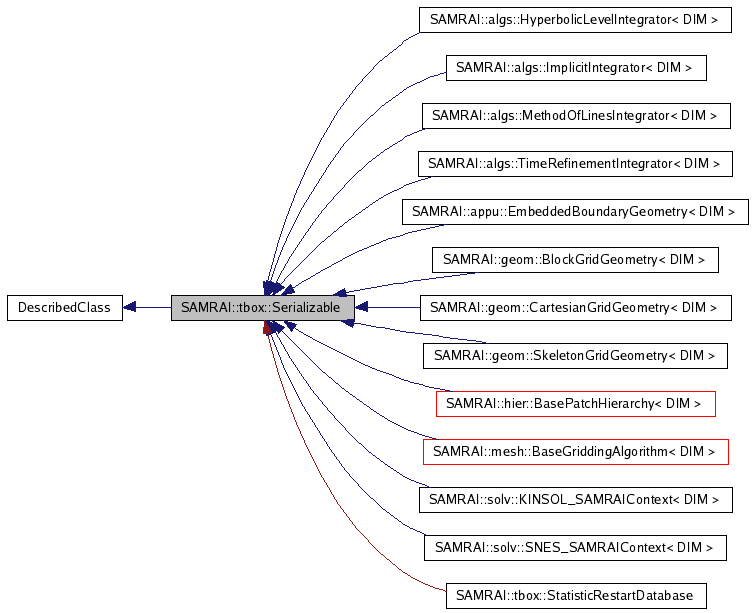 SAMRAI::algs::HyperbolicLevelIntegrator< DIM >
SAMRAI::algs::ImplicitIntegrator< DIM >
SAMRAI::algs::MethodOfLinesIntegrator< DIM >
SAMRAI::algs::TimeRefinementIntegrator< DIM >
SAMRAI::appu::EmbeddedBoundaryGeometry< DIM >
SAMRAI::geom::BlockGridGeometry< DIM >
DescribedClass
SAMRAI::tbox::Serializable
SAMRAI::geom::CartesianGridGeometry< DIM >
SAMRAI::geom::SkeletonGridGeometry< DIM >
SAMRAI::hier::BasePatchHierarchy< DIM >
SAMRAI::mesh::BaseGriddingAlgorithm< DIM >
SAMRAI::solv::KINSOL_SAMRAIContext< DIM >
SAMRAI::solv::SNES_SAMRAIContext< DIM >
SAMRAI::tbox::StatisticRestartDatabase